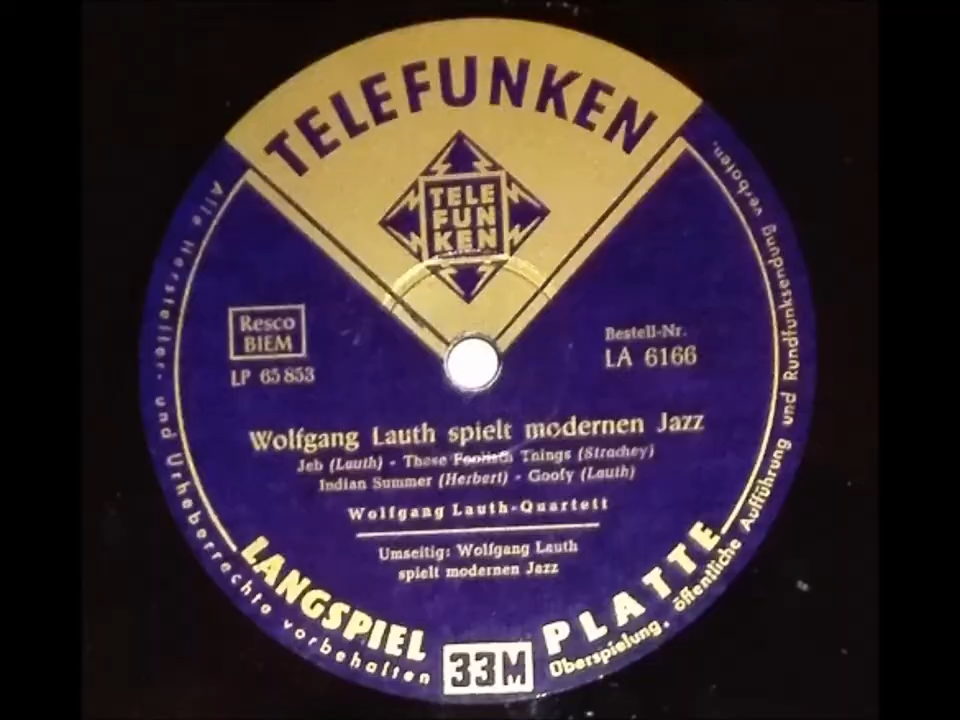 TELEFUNKEN
TELE
FUN
KEN
Resco
BIEM
LP 65853
Bestell-Nr.
LA 6166
Wolfgang Lauth spielt modernen Jazz
Jeb (Lauth) - These Foolish Things (Strachey)
Indian Summer (Herbert) - Goofy (Lauth)
Wolfgang Lauth-Quartett
Umseitig: Wolfgang Lauth
spielt modernen Jazz
LANGSPIEL PLATTE
33M
Alle Hersteller- und Urheberrechte vorbehalten
Überspielung, öffentliche Aufführung und Rundfunksendung verboten.